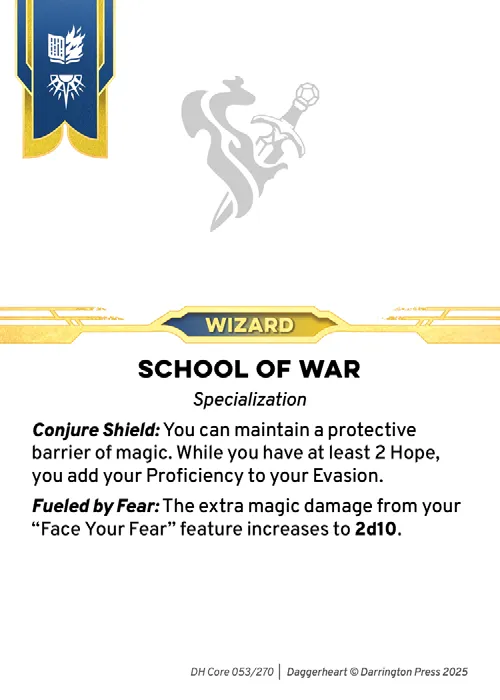 WIZARD
SCHOOL OF WAR
Specialization
Conjure Shield: You can maintain a protective
barrier of magic. While you have at least 2 Hope,
you add your Proficiency to your Evasion.
Fueled by Fear: The extra magic damage from your
“Face Your Fear” feature increases to 2d10.
DH Core 053/270 | Daggerheart © Darrington Press 2025